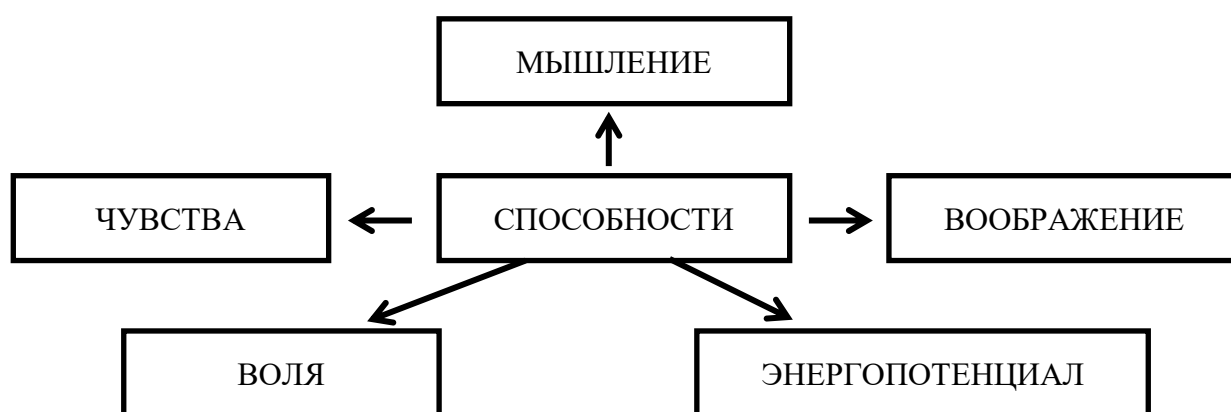 МЫШЛЕНИЕ
ЧУВСТВА
СПОСОБНОСТИ
ВООБРАЖЕНИЕ
ВОЛЯ
ЭНЕРГОПОТЕНЦИАЛ